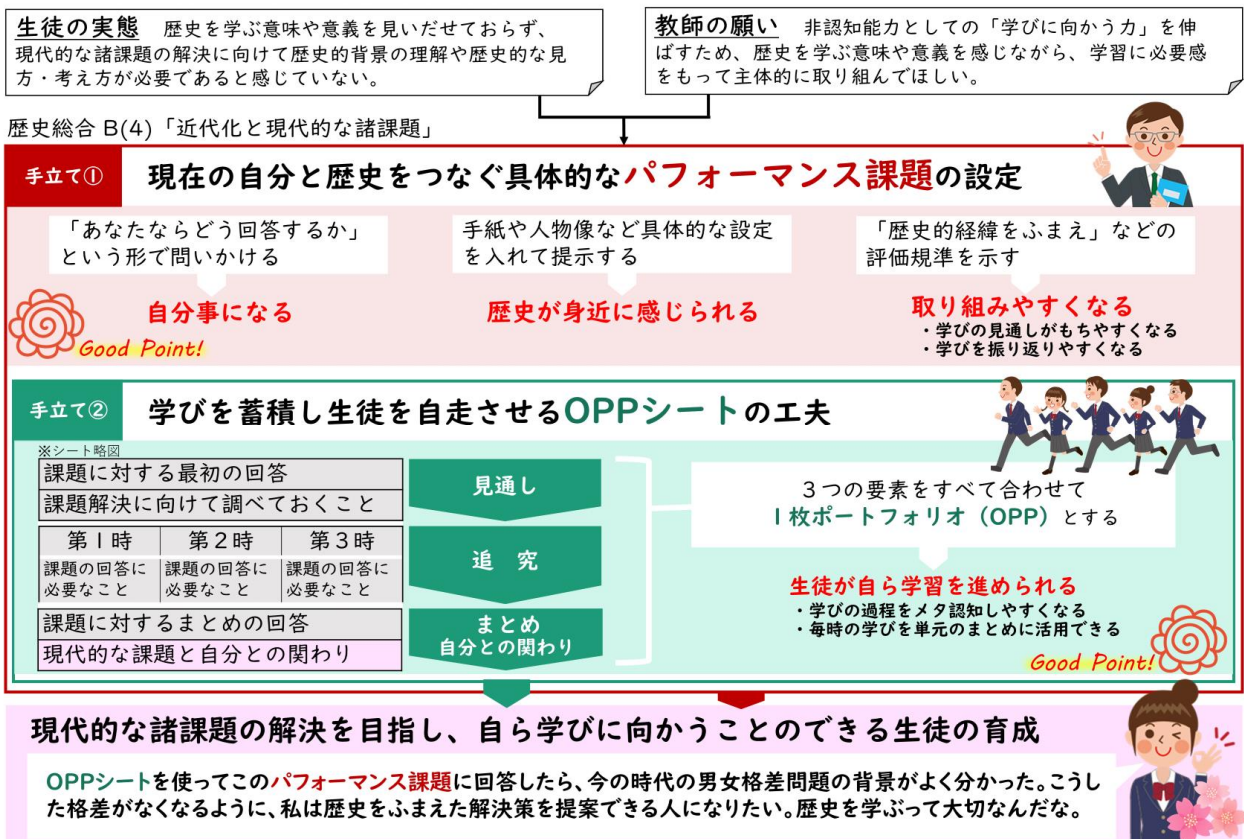 生徒の実態　歴史を学ぶ意味や意義を見いだせておらず、
現代的な諸課題の解決に向けて歴史的背景の理解や歴史的な見
方・考え方が必要であると感じていない。
教師の願い　非認知能力としての「学びに向かう力」を伸
ばすため、歴史を学ぶ意味や意義を感じながら、学習に必要感
をもって主体的に取り組んでほしい。
歴史総合 B(4)「近代化と現代的な諸課題」
手立て① 現在の自分と歴史をつなぐ具体的なパフォーマンス課題の設定
「あなたならどう回答するか」
という形で問いかける
自分事になる
Good Point!
手紙や人物像など具体的な設定
を入れて提示する
歴史が身近に感じられる
「歴史的経緯をふまえ」などの
評価規準を示す
取り組みやすくなる
・学びの見通しがもちやすくなる
・学びを振り返りやすくなる
手立て② 学びを蓄積し生徒を自走させるOPPシートの工夫
※シート略図
課題に対する最初の回答
課題解決に向けて調べておくこと
見通し
第1時 第2時 第3時
課題の回答に 課題の回答に 課題の回答に
必要なこと 必要なこと 必要なこと
追 究
課題に対するまとめの回答
現代的な課題と自分との関わり
まとめ
自分との関わり
3つの要素をすべて合わせて
1枚ポートフォリオ（OPP）とする
生徒が自ら学習を進められる
・学びの過程をメタ認知しやすくなる
・毎時の学びを単元のまとめに活用できる
Good Point!
現代的な諸課題の解決を目指し、自ら学びに向かうことのできる生徒の育成
OPPシートを使ってこのパフォーマンス課題に回答したら、今の時代の男女格差問題の背景がよく分かった。こうし
た格差がなくなるように、私は歴史をふまえた解決策を提案できる人になりたい。歴史を学ぶって大切なんだな。